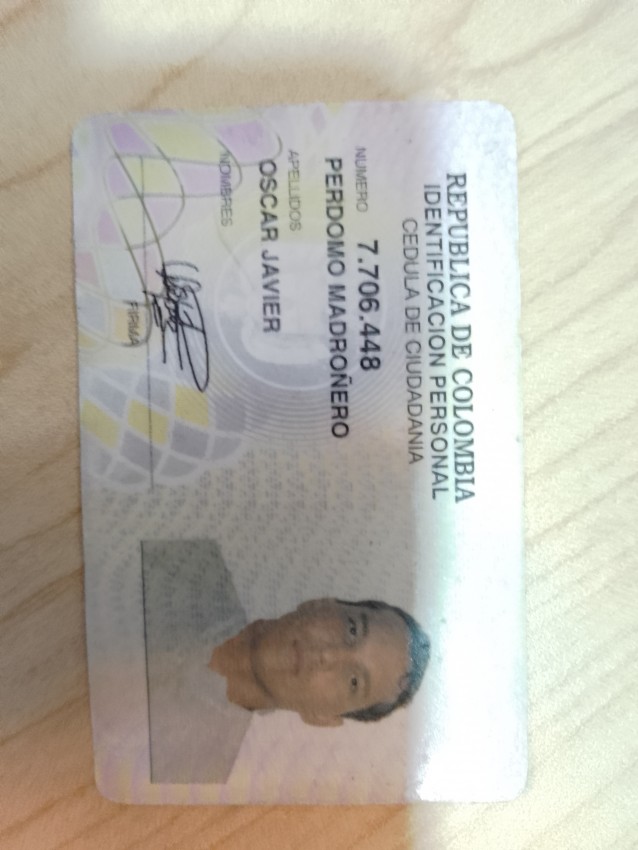 REPUBLICA DE COLOMBIA
IDENTIFICACION PERSONAL
CEDULA DE CIUDADANIA
NUMERO 7.706.448
PERDOMO MADROÑERO
APELLIDOS
OSCAR JAVIER
NOMBRES
FIRMA